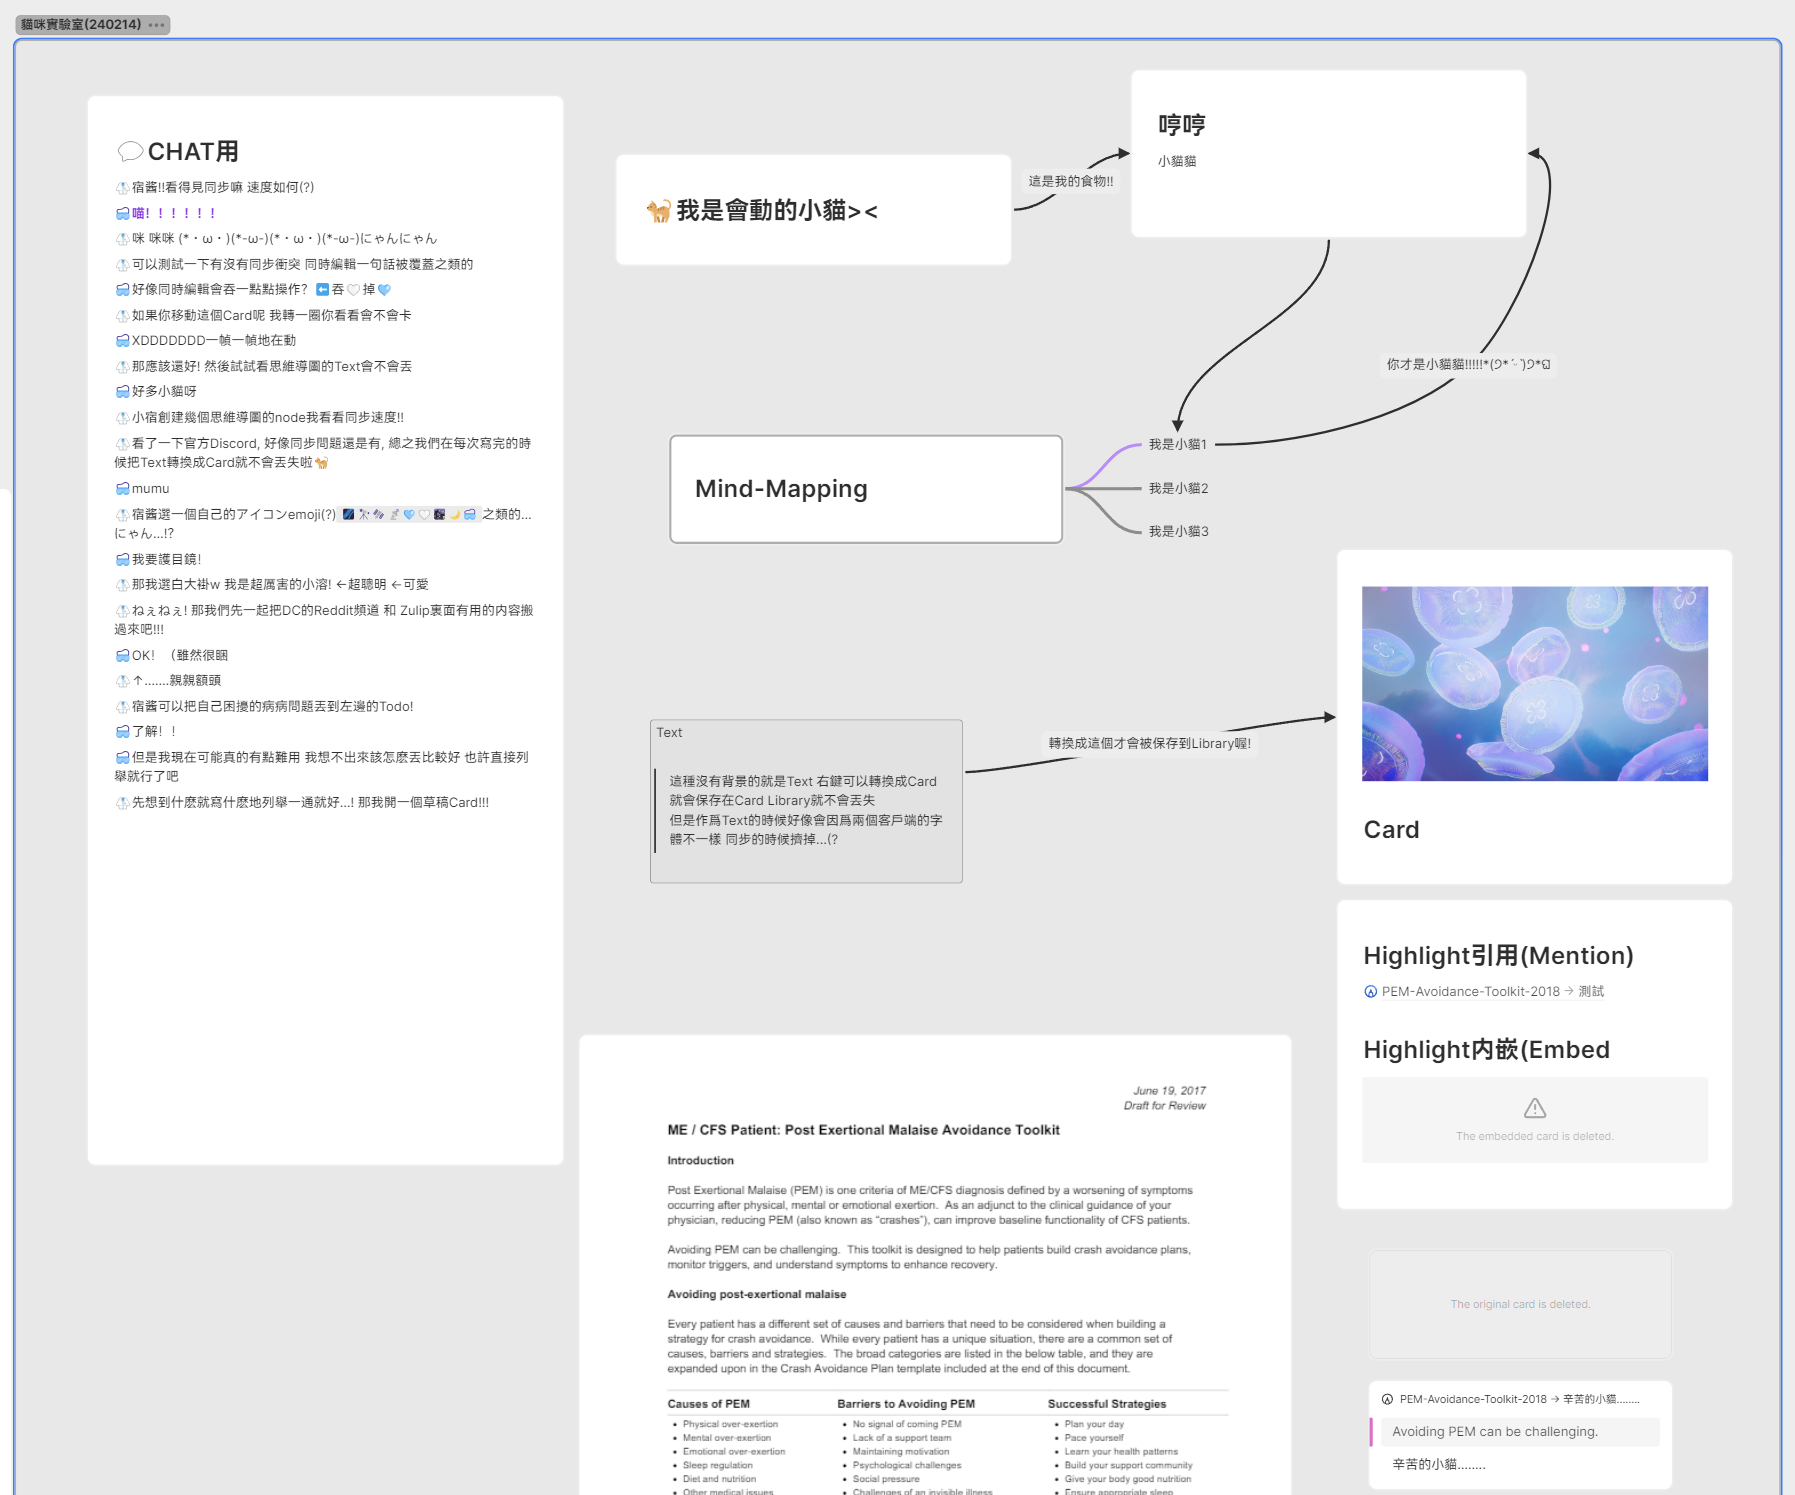 貓咪實驗室(240214)
💬CHAT用
🥼宿醬!!看得見同步嘛 速度如何(?)
🥽喵！！！！！！
🥼咪 咪咪 (*・ω・)(*-ω-)(*・ω・)(*-ω-)にゃんにゃん
🥼可以測試一下有沒有同步衝突 同時編輯一句話被覆蓋之類的
🥽好像同時編輯會吞一點點操作？⬅️吞🤍掉🩵
🥼如果你移動這個Card呢 我轉一圈你看看會不會卡
🥽XDDDDDDD一幀一幀地在動
🥼那應該還好! 然後試試看思維導圖的Text會不會丟
🥽好多小貓呀
🥼小宿創建幾個思維導圖的node我看看同步速度!!
🥼看了一下官方Discord, 好像同步問題還是有, 總之我們在每次寫完的時
候把Text轉換成Card就不會丟失啦🐈
🥽mumu
🥼宿醬選一個自己的アイコンemoji(?) 之類的...
にゃん...!?
🥽我要護目鏡！
🥼那我選白大褂w 我是超厲害的小溶! ←超聰明 ←可愛
🥼ねぇねぇ! 那我們先一起把DC的Reddit頻道 和 Zulip裏面有用的内容搬
過來吧!!!
🥽OK！（雖然很睏
🥼↑.......親親額頭
🥼宿醬可以把自己困擾的病病問題丟到左邊的Todo!
🥽了解！！
🥽但是我現在可能真的有點難用 我想不出來該怎麽丟比較好 也許直接列
舉就行了吧
🥼先想到什麽就寫什麽地列舉一通就好...! 那我開一個草稿Card!!!
🐈我是會動的小貓><
這是我的食物!!
哼哼
小貓貓
你才是小貓貓!!!!!
Mind-Mapping
我是小貓1
我是小貓2
我是小貓3
Text
這種沒有背景的就是Text 右鍵可以轉換成Card
就會保存在Card Library就不會丟失
但是作爲Text的時候好像會因爲兩個客戶端的字
體不一樣 同步的時候擠掉...(?
轉換成這個才會被保存到Library喔!
Card
Highlight引用(Mention)
PEM-Avoidance-Toolkit-2018 → 測試
Highlight内嵌(Embed
The embedded card is deleted.
The original card is deleted.
PEM-Avoidance-Toolkit-2018 → 辛苦的小貓........
Avoiding PEM can be challenging.
辛苦的小貓........
June 19, 2017
Draft for Review
ME / CFS Patient: Post Exertional Malaise Avoidance Toolkit
Introduction
Post Exertional Malaise (PEM) is one criteria of ME/CFS diagnosis defined by a worsening of symptoms
occurring after physical, mental or emotional exertion. As an adjunct to the clinical guidance of your
physician, reducing PEM (also known as “crashes”), can improve baseline functionality of CFS patients.
Avoiding PEM can be challenging. This toolkit is designed to help patients build crash avoidance plans,
monitor triggers, and understand symptoms to enhance recovery.
Avoiding post-exertional malaise
Every patient has a different set of causes and barriers that need to be considered when building a
strategy for crash avoidance. While every patient has a unique situation, there are a common set of
causes, barriers and strategies. The broad categories are listed in the below table, and they are
expanded upon in the Crash Avoidance Plan template included at the end of this document.
Causes of PEM
• Physical over-exertion
• Mental over-exertion
• Emotional over-exertion
• Sleep regulation
• Diet and nutrition
• Other medical issues
Barriers to Avoiding PEM
• No signal of coming PEM
• Lack of a support team
• Maintaining motivation
• Psychological challenges
• Social pressure
• Challenges of an invisible illness
Successful Strategies
• Plan your day
• Pace yourself
• Learn your health patterns
• Build your support community
• Give your body good nutrition
• Ensure appropriate sleep